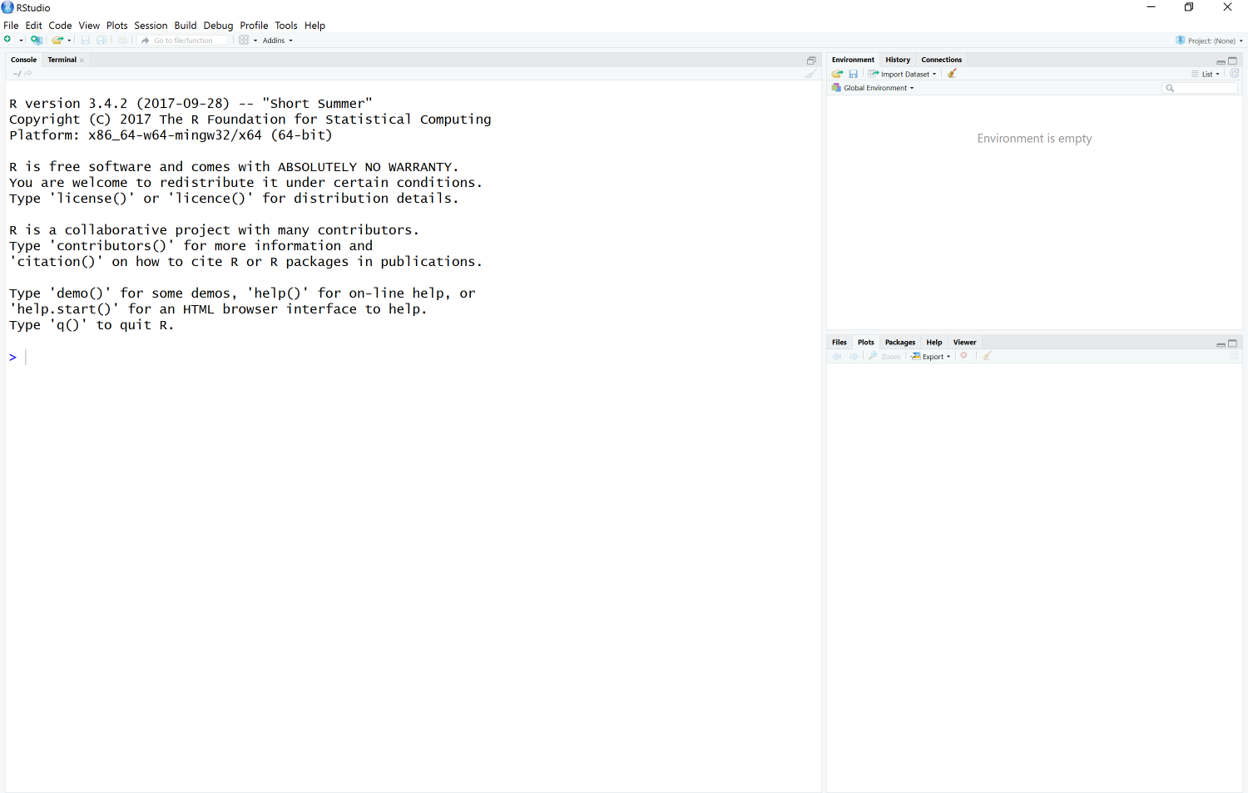 RStudio
File Edit Code View Plots Session Build Debug Profile Tools Help
Go to file/function Addins Project: (None)
Console Terminal
~/
R version 3.4.2 (2017-09-28) -- "Short Summer"
Copyright (C) 2017 The R Foundation for Statistical Computing
Platform: x86_64-w64-mingw32/x64 (64-bit)
R is free software and comes with ABSOLUTELY NO WARRANTY.
You are welcome to redistribute it under certain conditions.
Type 'license()' or 'licence()' for distribution details.
R is a collaborative project with many contributors.
Type 'contributors()' for more information and
'citation()' on how to cite R or R packages in publications.
Type 'demo()' for some demos, 'help()' for on-line help, or
'help.start()' for an HTML browser interface to help.
Type 'q()' to quit R.
>
Environment History Connections
Import Dataset List
Global Environment
Environment is empty
Files Plots Packages Help Viewer
Zoom Export